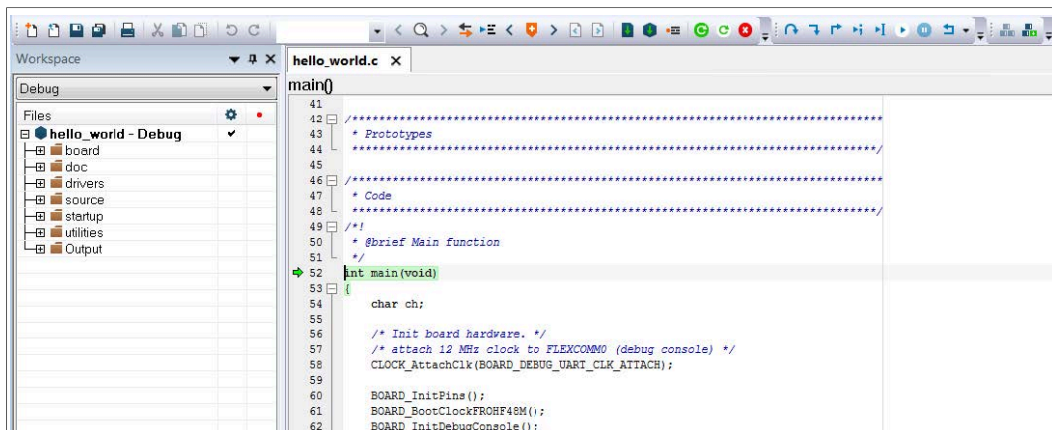 Workspace
Debug
Files
hello_world - Debug
board
doc
drivers
source
startup
utilities
Output
hello_world.c
main()
41
42 /*******************************************************************************
43 * Prototypes
44 ******************************************************************************/
45
46 /*******************************************************************************
47 * Code
48 ******************************************************************************/
49 /*!
50 * @brief Main function
51 */
52 int main(void)
53 {
54 char ch;
55
56 /* Init board hardware. */
57 /* attach 12 MHz clock to FLEXCOMM0 (debug console) */
58 CLOCK_AttachClk(BOARD_DEBUG_UART_CLK_ATTACH);
59
60 BOARD_InitPins();
61 BOARD_BootClockFROHF48M();
62 BOARD_InitDebugConsole();